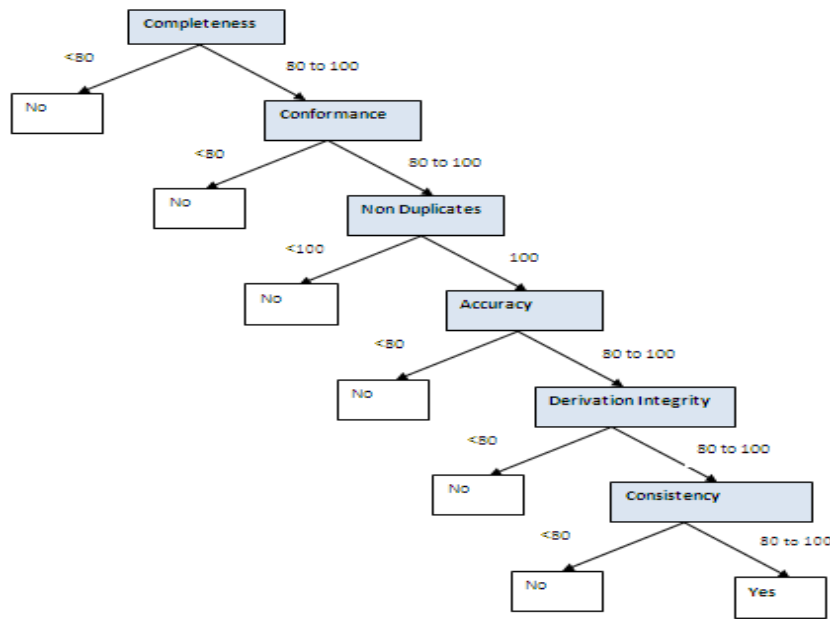 Completeness
<80
80 to 100
No
Conformance
<80
80 to 100
No
Non Duplicates
<100
100
No
Accuracy
<80
80 to 100
No
Derivation Integrity
<80
80 to 100
No
Consistency
<80
80 to 100
No
Yes